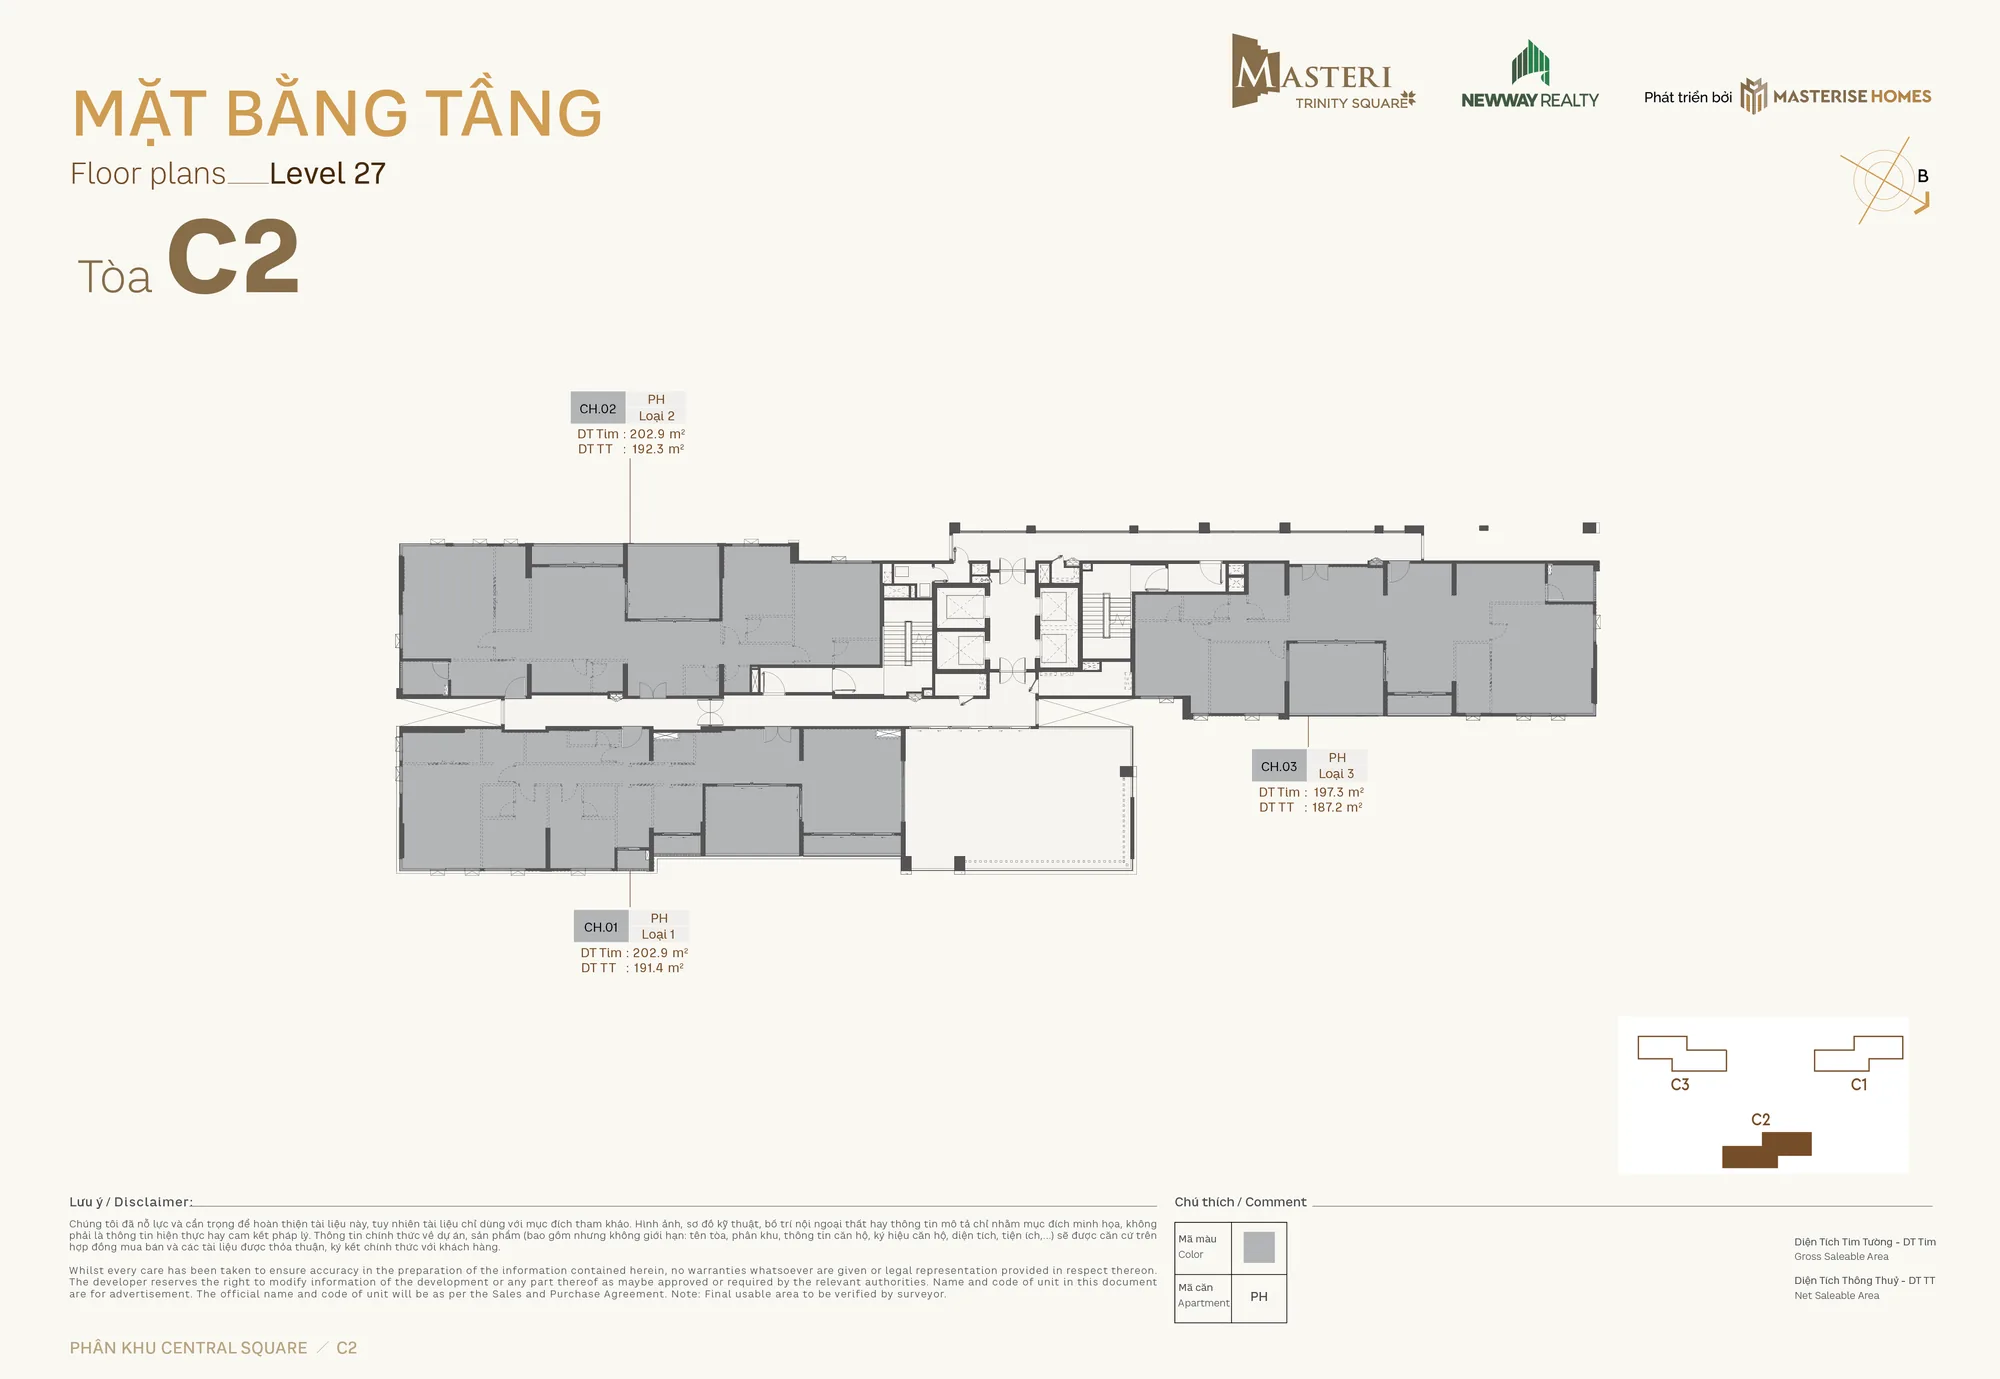 MẶT BẰNG TẦNG
Floor plans Level 27
Tòa C2
MASTERI
TRINITY SQUARE
NEWWAY REALTY
Phát triển bởi MASTERISE HOMES
B
CH.02
PH
Loại 2
DT Tim : 202.9 m²
DT TT : 192.3 m²
CH.03
PH
Loại 3
DT Tim : 197.3 m²
DT TT : 187.2 m²
CH.01
PH
Loại 1
DT Tim : 202.9 m²
DT TT : 191.4 m²
C3
C1
C2
Lưu ý / Disclaimer:
Chúng tôi đã nỗ lực và cẩn trọng để hoàn thiện tài liệu này, tuy nhiên tài liệu chỉ dùng với mục đích tham khảo. Hình ảnh, sơ đồ kỹ thuật, bố trí nội ngoại thất hay thông tin mô tả chỉ nhằm mục đích minh họa, không
phải là thông tin hiện thực hay cam kết pháp lý. Thông tin chính thức về dự án, sản phẩm (bao gồm nhưng không giới hạn: tên tòa, phân khu, thông tin căn hộ, ký hiệu căn hộ, diện tích, tiện ích,...) sẽ được căn cứ trên
hợp đồng mua bán và các tài liệu được thỏa thuận, ký kết chính thức với khách hàng.
Whilst every care has been taken to ensure accuracy in the preparation of the information contained herein, no warranties whatsoever are given or legal representation provided in respect thereon.
The developer reserves the right to modify information of the development or any part thereof as maybe approved or required by the relevant authorities. Name and code of unit in this document
are for advertisement. The official name and code of unit will be as per the Sales and Purchase Agreement. Note: Final usable area to be verified by surveyor.
Chú thích / Comment
Mã màu
Color
Mã căn
Apartment
PH
Diện Tích Tim Tường - DT Tim
Gross Saleable Area
Diện Tích Thông Thuỷ - DT TT
Net Saleable Area
PHÂN KHU CENTRAL SQUARE / C2